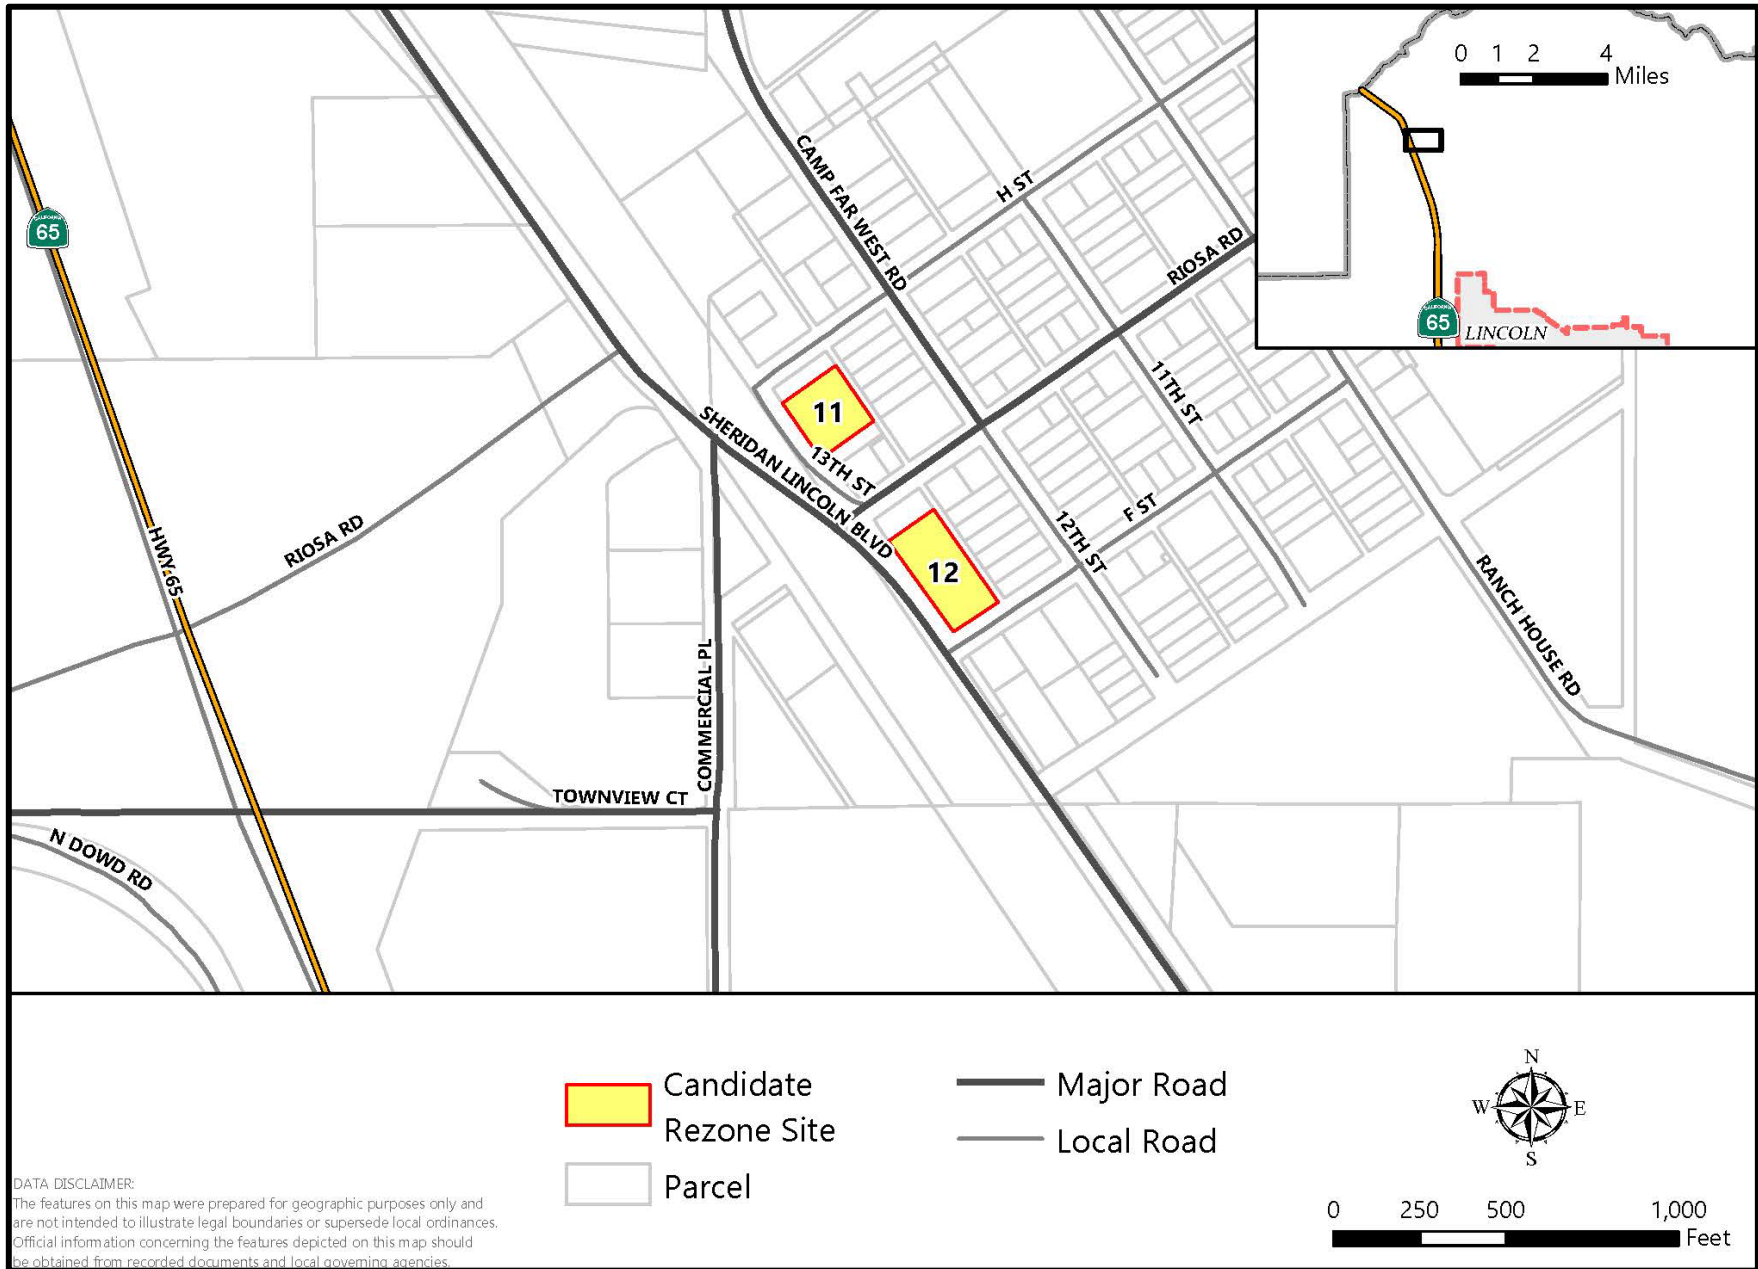 0 1 2 4
Miles
CALIFORNIA
65
LINCOLN
CALIFORNIA
65
CAMP FAR WEST RD
H ST
RIOSA RD
11
13TH ST
SHERIDAN LINCOLN BLVD
11TH ST
12
12TH ST
F ST
RANCH HOUSE RD
HWY 65
RIOSA RD
COMMERCIAL PL
TOWNVIEW CT
N DOWD RD
Candidate
Rezone Site
Parcel
Major Road
Local Road
N
W E
S
0 250 500 1,000
Feet
DATA DISCLAIMER:
The features on this map were prepared for geographic purposes only and
are not intended to illustrate legal boundaries or supersede local ordinances.
Official information concerning the features depicted on this map should
be obtained from recorded documents and local governing agencies.